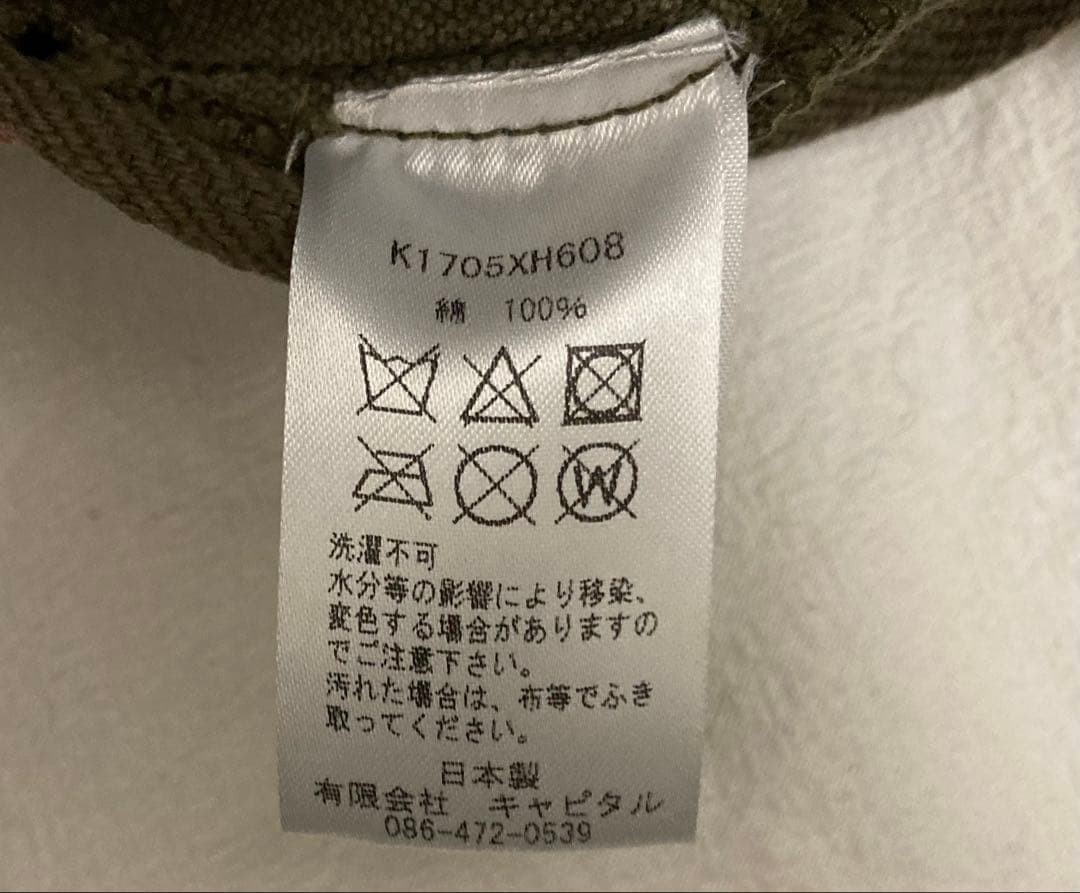 K1705XH608
綿 100%
W
洗濯不可
水分等の影響により移染、
変色する場合がありますの
でご注意下さい。
汚れた場合は、布等でふき
取ってください。
日本製
有限会社 キャピタル
086-472-0539